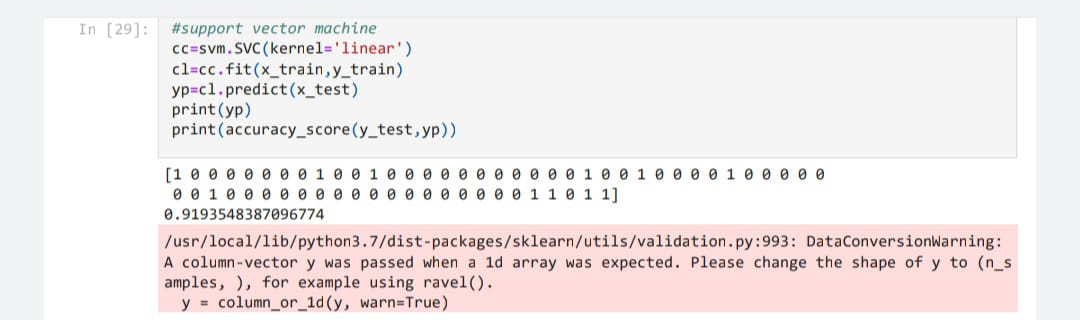 In [29]:
#support vector machine
cc=svm.SVC(kernel='linear')
cl=cc.fit(x_train,y_train)
yp=cl.predict(x_test)
print(yp)
print(accuracy_score(y_test,yp))
[1 0 0 0 0 0 0 0 1 0 0 1 0 0 0 0 0 0 0 0 0 0 0 1 0 0 1 0 0 0 0 1 0 0 0 0 0
0 0 1 0 0 0 0 0 0 0 0 0 0 0 0 0 0 0 0 0 1 1 0 1 1]
0.9193548387096774
/usr/local/lib/python3.7/dist-packages/sklearn/utils/validation.py:993: DataConversionWarning:
A column-vector y was passed when a 1d array was expected. Please change the shape of y to (n_s
amples, ), for example using ravel().
y = column_or_1d(y, warn=True)